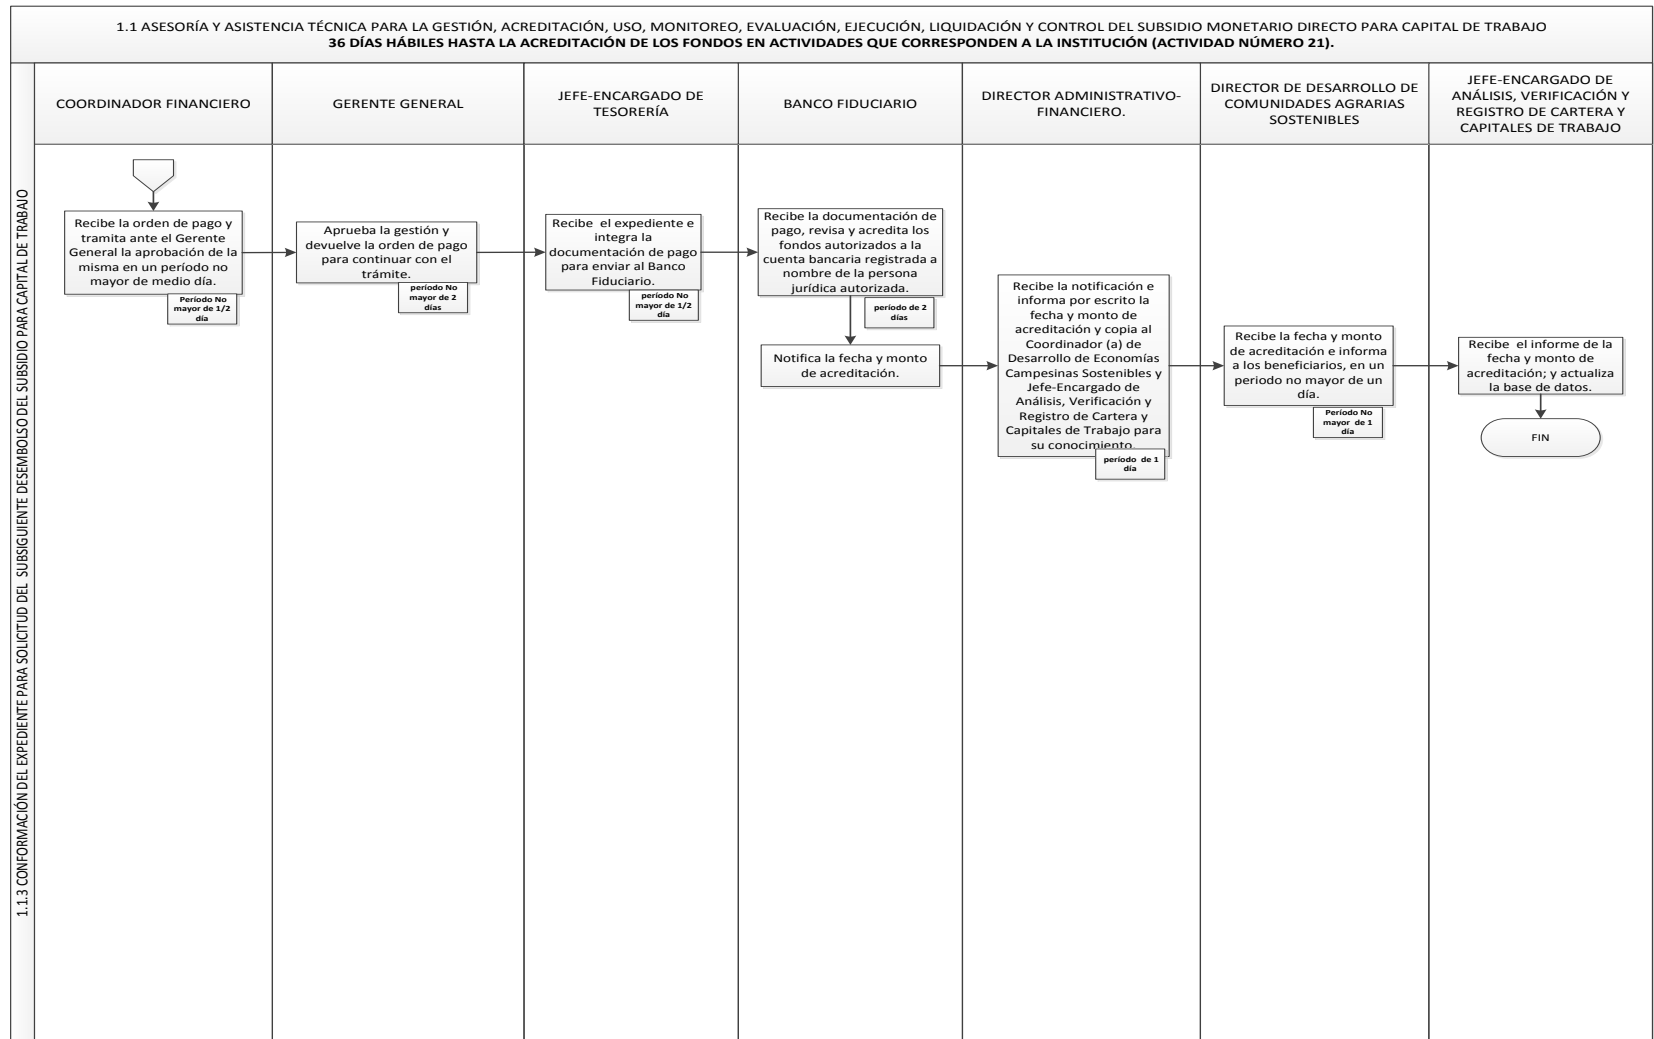 1.1 ASESORÍA Y ASISTENCIA TÉCNICA PARA LA GESTIÓN, ACREDITACIÓN, USO, MONITOREO, EVALUACIÓN, EJECUCIÓN, LIQUIDACIÓN Y CONTROL DEL SUBSIDIO MONETARIO DIRECTO PARA CAPITAL DE TRABAJO
36 DÍAS HÁBILES HASTA LA ACREDITACIÓN DE LOS FONDOS EN ACTIVIDADES QUE CORRESPONDEN A LA INSTITUCIÓN (ACTIVIDAD NÚMERO 21).
1.1.3 CONFORMACIÓN DEL EXPEDIENTE PARA SOLICITUD DEL SUBSIGUIENTE DESEMBOLSO DEL SUBSIDIO PARA CAPITAL DE TRABAJO
COORDINADOR FINANCIERO
GERENTE GENERAL
JEFE-ENCARGADO DE
TESORERÍA
BANCO FIDUCIARIO
DIRECTOR ADMINISTRATIVO-
FINANCIERO.
DIRECTOR DE DESARROLLO DE
COMUNIDADES AGRARIAS
SOSTENIBLES
JEFE-ENCARGADO DE
ANÁLISIS, VERIFICACIÓN Y
REGISTRO DE CARTERA Y
CAPITALES DE TRABAJO
Recibe la orden de pago y
tramita ante el Gerente
General la aprobación de la
misma en un período no
mayor de medio día.
Período No
mayor de 1/2
día
Aprueba la gestión y
devuelve la orden de pago
para continuar con el
trámite.
período No
mayor de 2
días
Recibe el expediente e
integra la
documentación de pago
para enviar al Banco
Fiduciario.
período No
mayor de 1/2
día
Recibe la documentación de
pago, revisa y acredita los
fondos autorizados a la
cuenta bancaria registrada a
nombre de la persona
jurídica autorizada.
período de 2
días
Notifica la fecha y monto
de acreditación.
Recibe la notificación e
informa por escrito la
fecha y monto de
acreditación y copia al
Coordinador (a) de
Desarrollo de Economías
Campesinas Sostenibles y
Jefe-Encargado de
Análisis, Verificación y
Registro de Cartera y
Capitales de Trabajo para
su conocimiento.
período de 1
día
Recibe la fecha y monto
de acreditación e informa
a los beneficiarios, en un
periodo no mayor de un
día.
Período No
mayor de 1
día
Recibe el informe de la
fecha y monto de
acreditación; y actualiza
la base de datos.
FIN